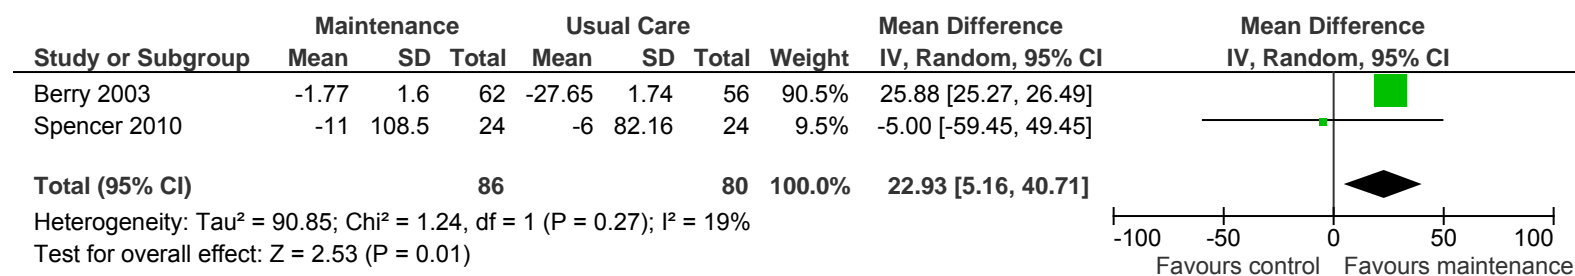 Maintenance Usual Care Mean Difference Mean Difference
Study or Subgroup Mean SD Total Mean SD Total Weight IV, Random, 95% CI IV, Random, 95% CI
Berry 2003 -1.77 1.6 62 -27.65 1.74 56 90.5% 25.88 [25.27, 26.49]
Spencer 2010 -11 108.5 24 -6 82.16 24 9.5% -5.00 [-59.45, 49.45]
Total (95% CI) 86 80 100.0% 22.93 [5.16, 40.71]
Heterogeneity: Tau² = 90.85; Chi² = 1.24, df = 1 (P = 0.27); I² = 19%
Test for overall effect: Z = 2.53 (P = 0.01)
-100 -50 0 50 100
Favours control Favours maintenance